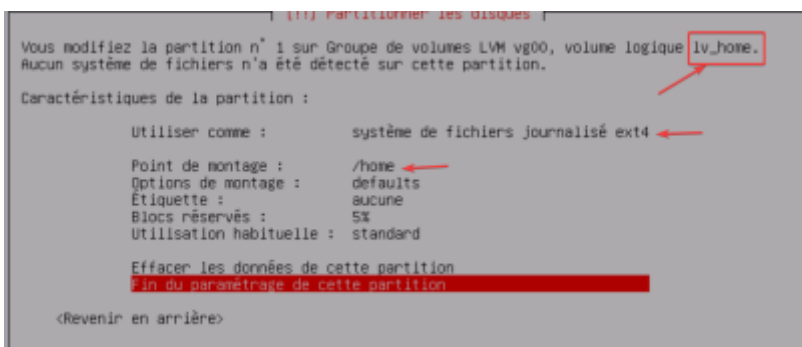 [!!] Partitionner les disques
Vous modifiez la partition n° 1 sur Groupe de volumes LVM vg00, volume logique lv_home.
Aucun système de fichiers n'a été détecté sur cette partition.
Caractéristiques de la partition :
Utiliser comme : système de fichiers journalisé ext4
Point de montage : /home
Options de montage : defaults
Étiquette : aucune
Blocs réservés : 5%
Utilisation habituelle : standard
Effacer les données de cette partition
Fin du paramétrage de cette partition
<Revenir en arrière>